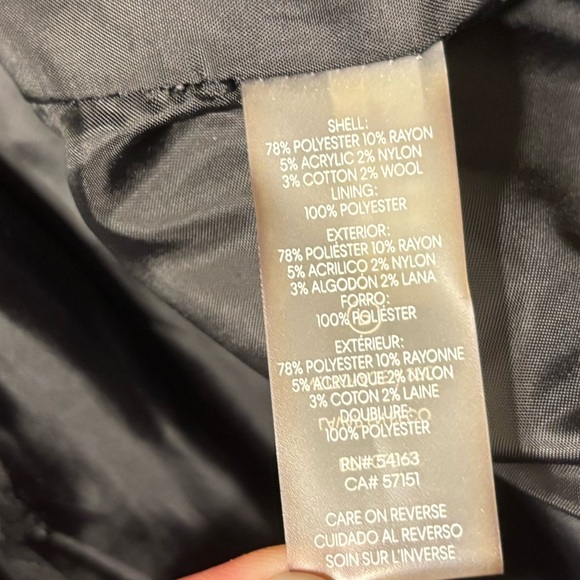 SHELL:
78% POLYESTER 10% RAYON
5% ACRYLIC 2% NYLON
3% COTTON 2% WOOL
LINING:
100% POLYESTER
EXTERIOR:
78% POLIÉSTER 10% RAYON
5% ACRILICO 2% NYLON
3% ALGODÓN 2% LANA
FORRO:
100% POLIÉSTER
EXTÉRIEUR:
78% POLYESTER 10% RAYONNE
5% ACRYLIQUE 2% NYLON
3% COTON 2% LAINE
DOUBLURE:
100% POLYESTER
RN# 54163
CA# 57151
CARE ON REVERSE
CUIDADO AL REVERSO
SOIN SUR L'INVERSE